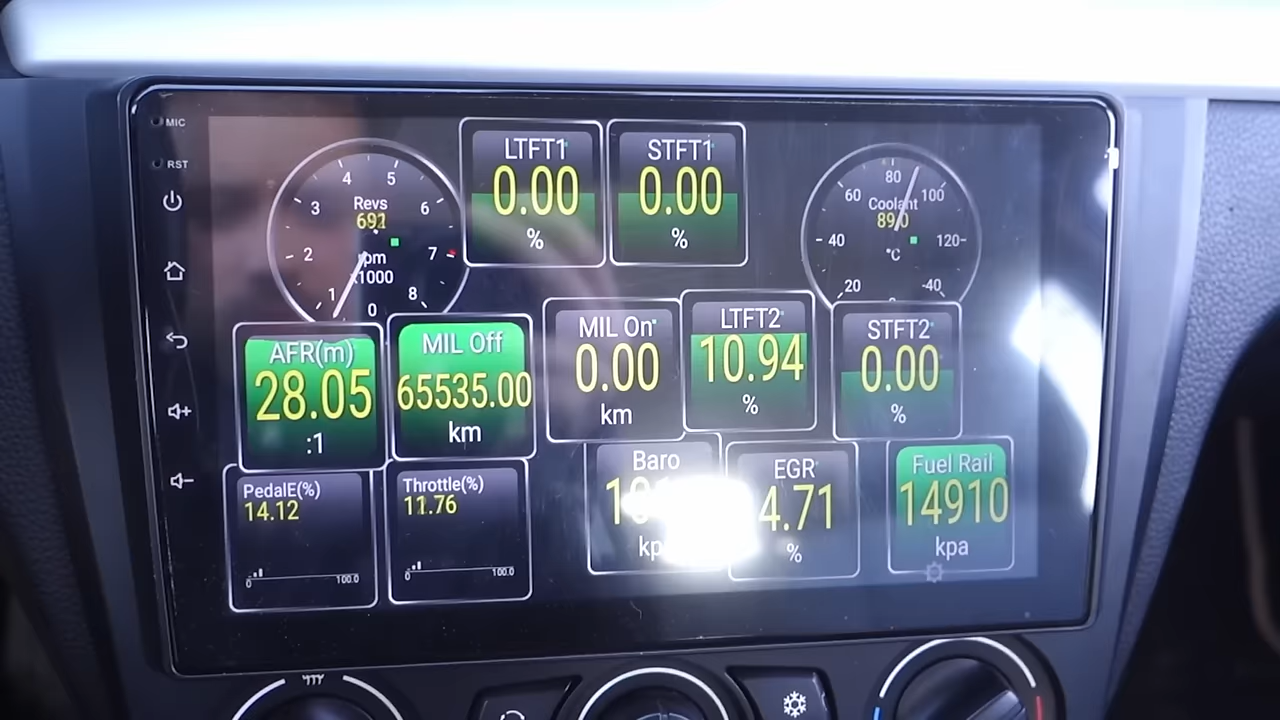 MIC
RST
4 5
3 6
2 7
1 8
0
Revs
691
rpm
x1000
LTFT1
0.00
%
STFT1
0.00
%
80
60 100
40 120
20 -40
Coolant
89.0
°C
AFR(m)
28.05
:1
MIL Off
65535.00
km
MIL On
0.00
km
LTFT2
10.94
%
STFT2
0.00
%
PedalE(%)
14.12
0 100.0
Throttle(%)
11.76
0 100.0
Baro
EGR
4.71
%
Fuel Rail
14910
kpa